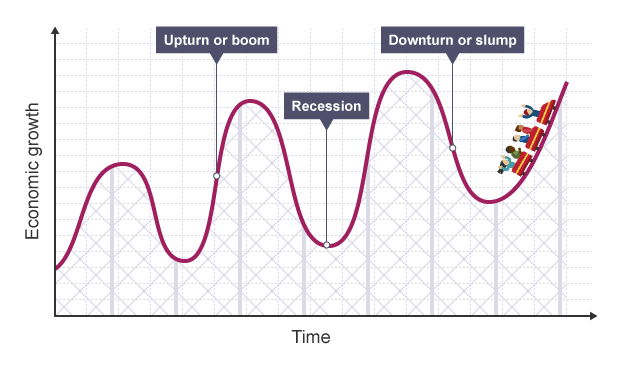 Upturn or boom
Downturn or slump
Recession
Economic growth
Time